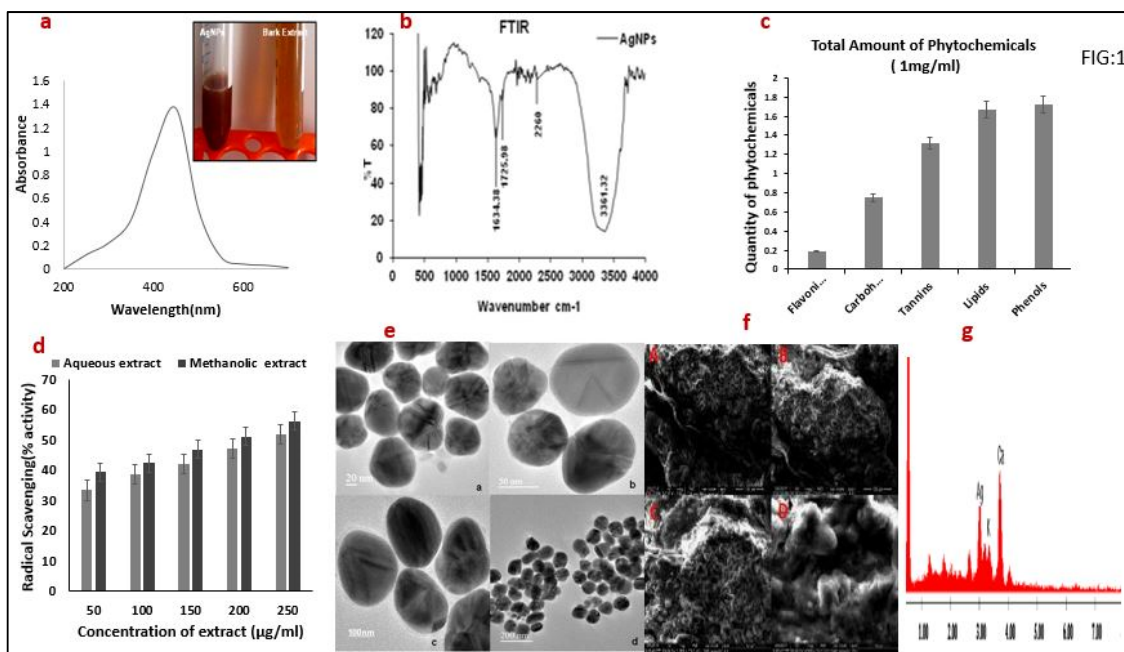 a
AgNPs
Bark Extract
Absorbance
1.6
1.4
1.2
1
0.8
0.6
0.4
0.2
0
200
400
600
Wavelength(nm)
b
FTIR
AgNPs
% T
120
100
80
60
40
20
0
1634.38
1725.98
2260
3361.32
0 500 1000 1500 2000 2500 3000 3500 4000
Wavenumber cm-1
c
Total Amount of Phytochemicals
( 1mg/ml)
FIG:1
Quantity of phytochemicals
2
1.8
1.6
1.4
1.2
1
0.8
0.6
0.4
0.2
0
Flavoni...
Carboh...
Tannins
Lipids
Phenols
d
Aqueous extract
Methanolic extract
Radical Scavenging(% activity)
70
60
50
40
30
20
10
0
50 100 150 200 250
Concentration of extract (µg/ml)
e
20 nm
a
50 nm
b
100nm
c
200 nm
d
f
A
B
C
D
g
Ag
K
Ca
1.00 3.00 4.00 5.00 6.00 7.00